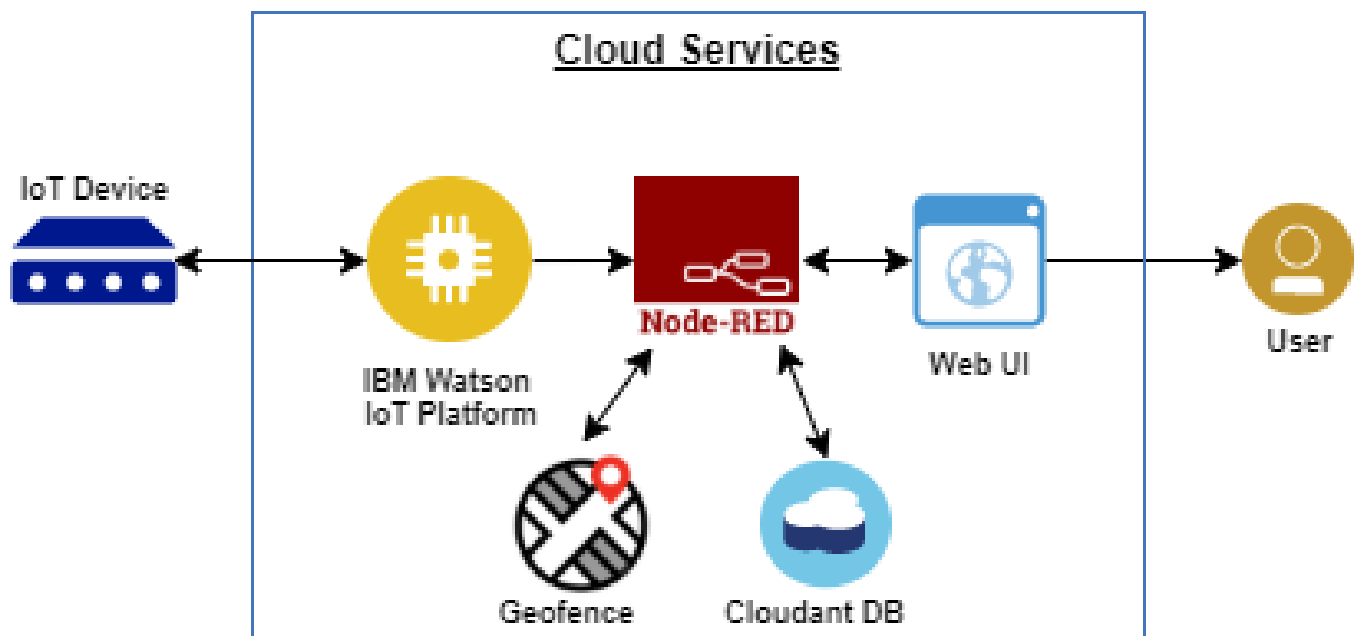 Cloud Services
IoT Device
Node-RED
IBM Watson
IoT Platform
Web UI
User
Geofence
Cloudant DB